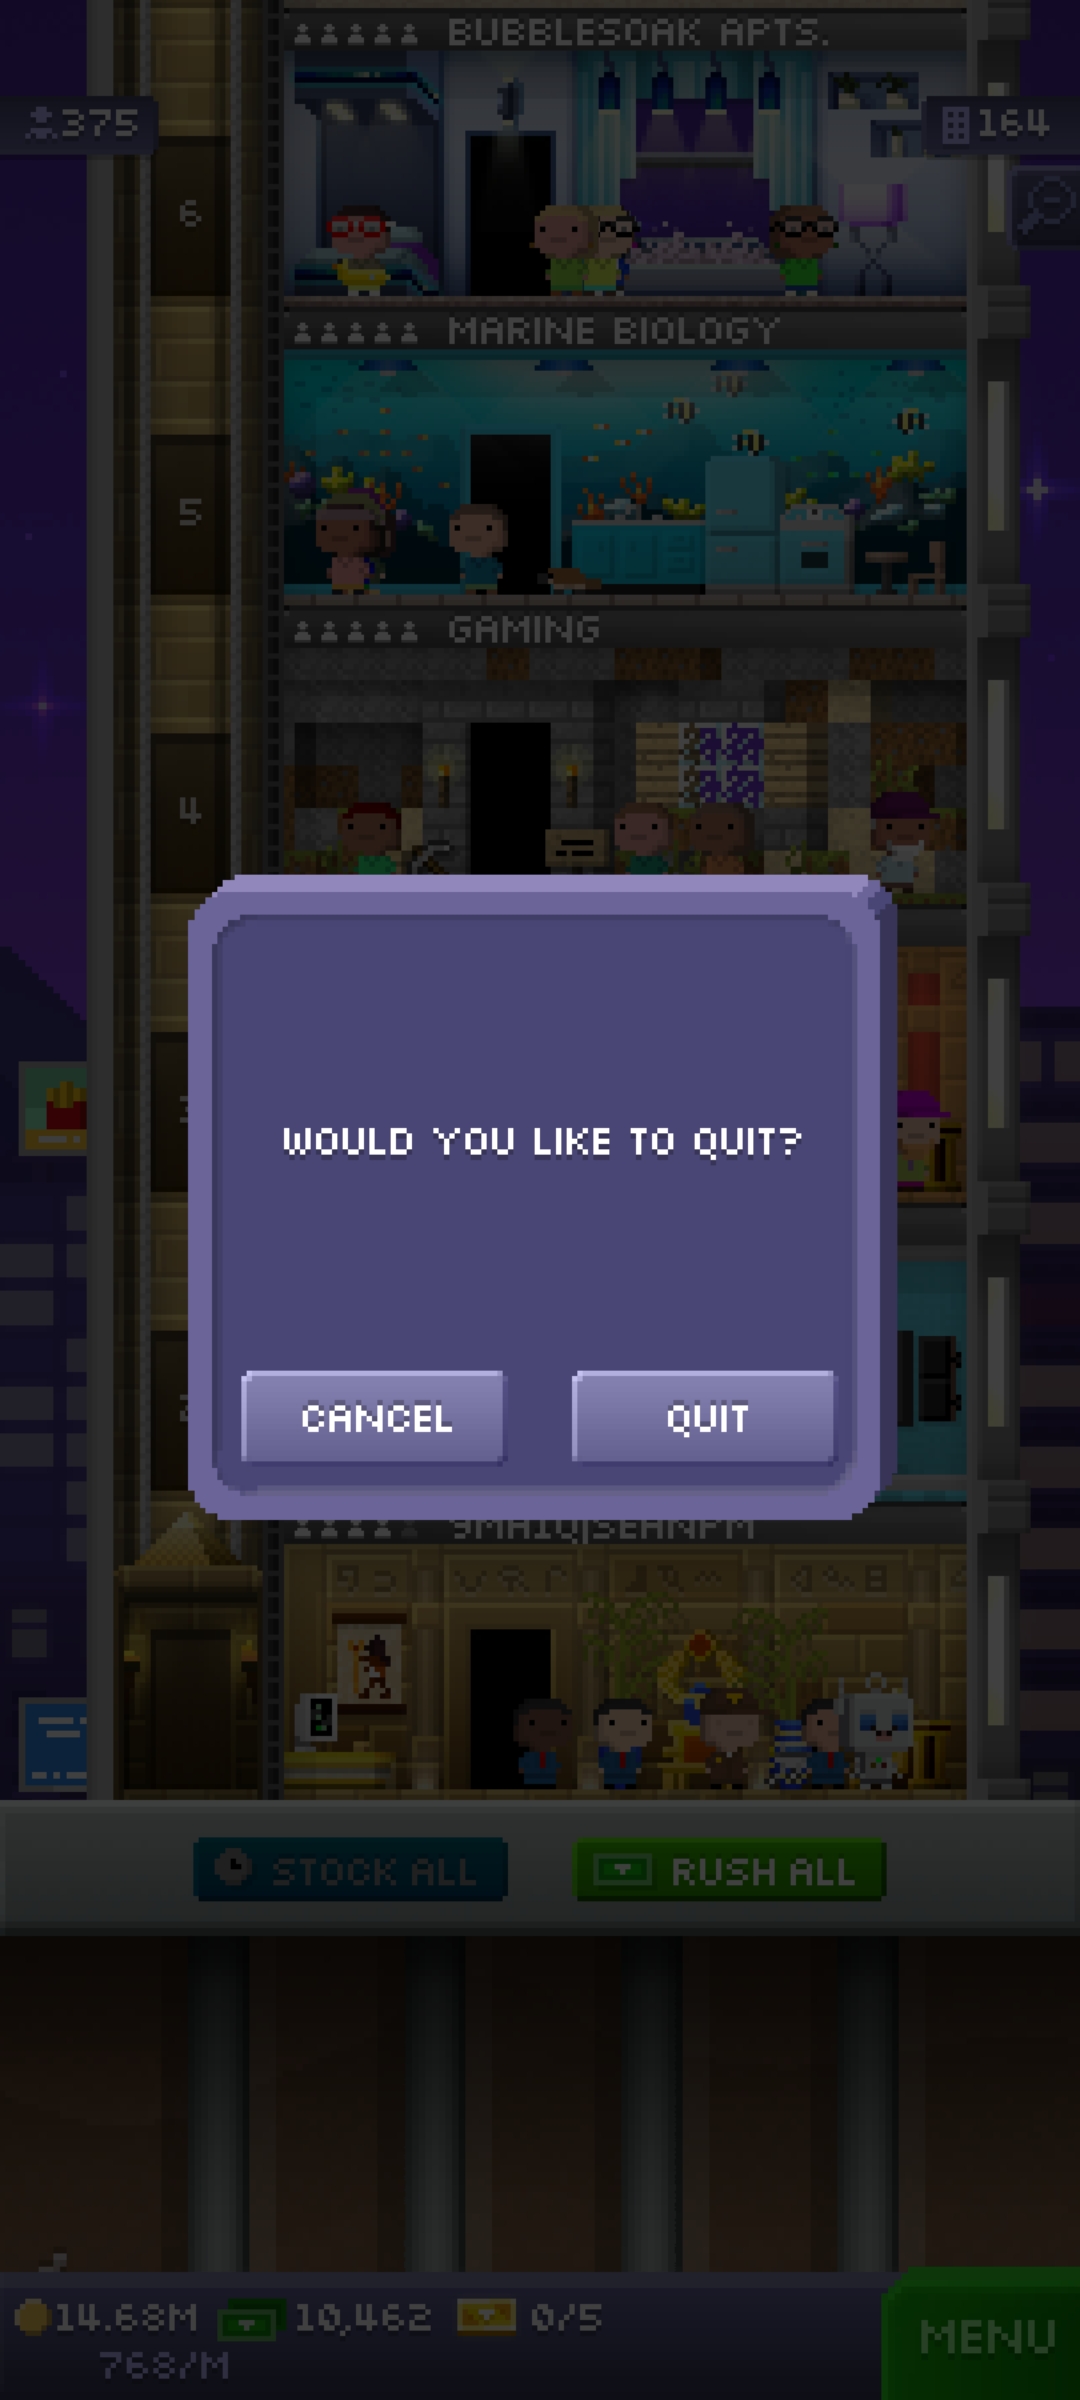 BUBBLESOAK APTS.
375
164
6
MARINE BIOLOGY
5
GAMING
4
WOULD YOU LIKE TO QUIT?
CANCEL
QUIT
STOCK ALL
RUSH ALL
14.68M
10,462
0/5
768/M
MENU